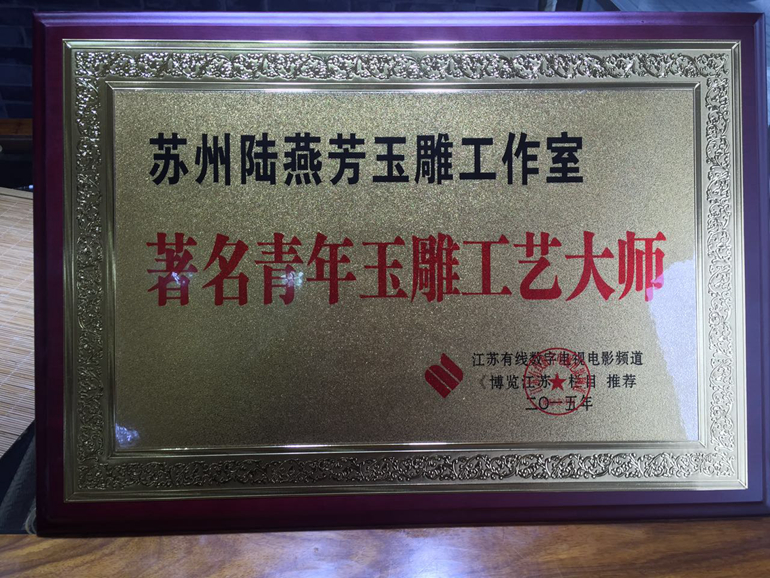 苏州陆燕芳玉雕工作室
著名青年玉雕工艺大师
江苏有线数字电视电影频道
《博览江苏》栏目 推荐
二〇一五年